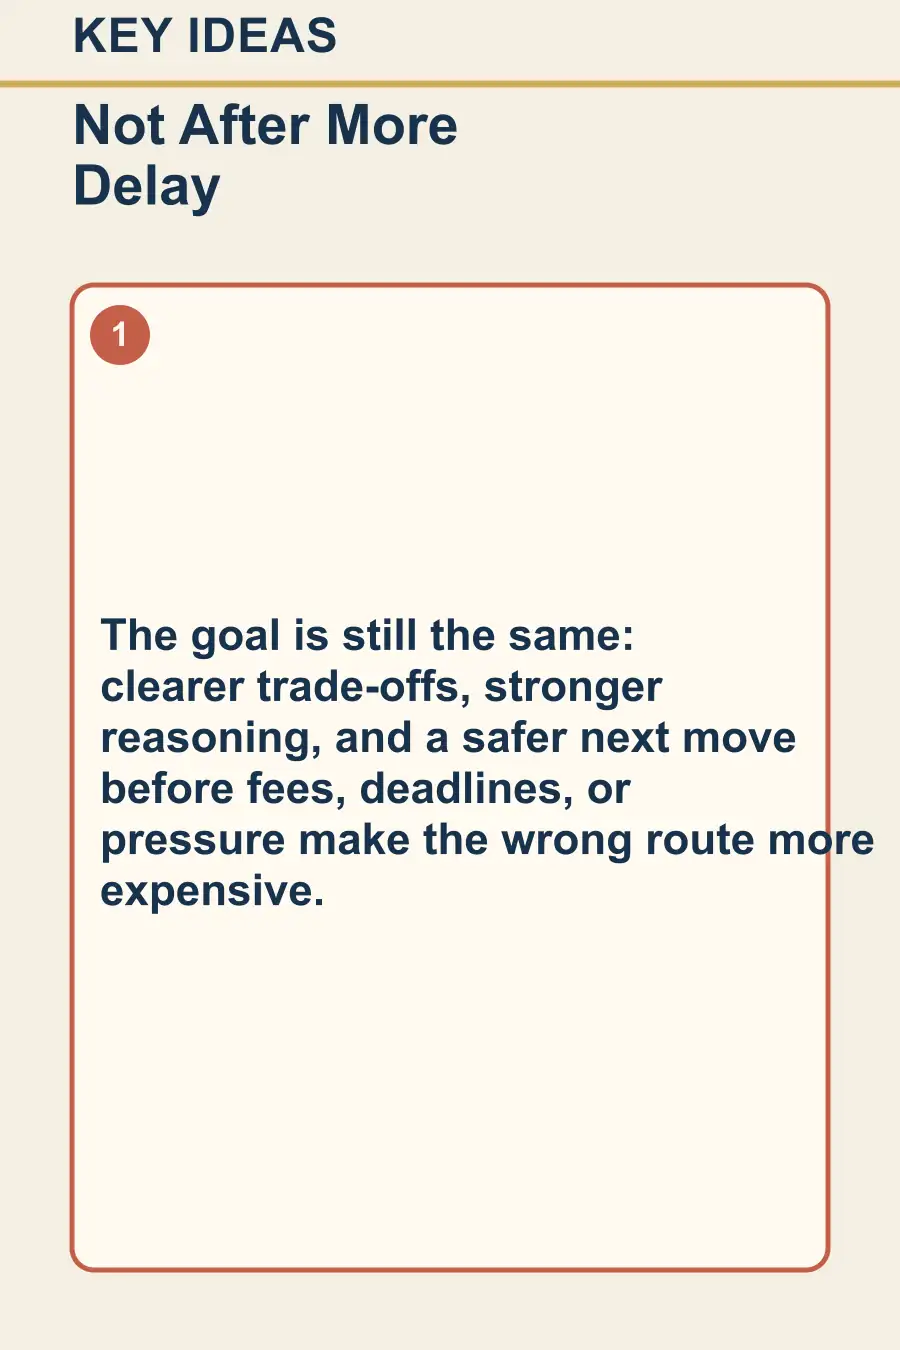 KEY IDEAS
Not After More
Delay
1
The goal is still the same:
clearer trade-offs, stronger
reasoning, and a safer next move
before fees, deadlines, or
pressure make the wrong route more
expensive.